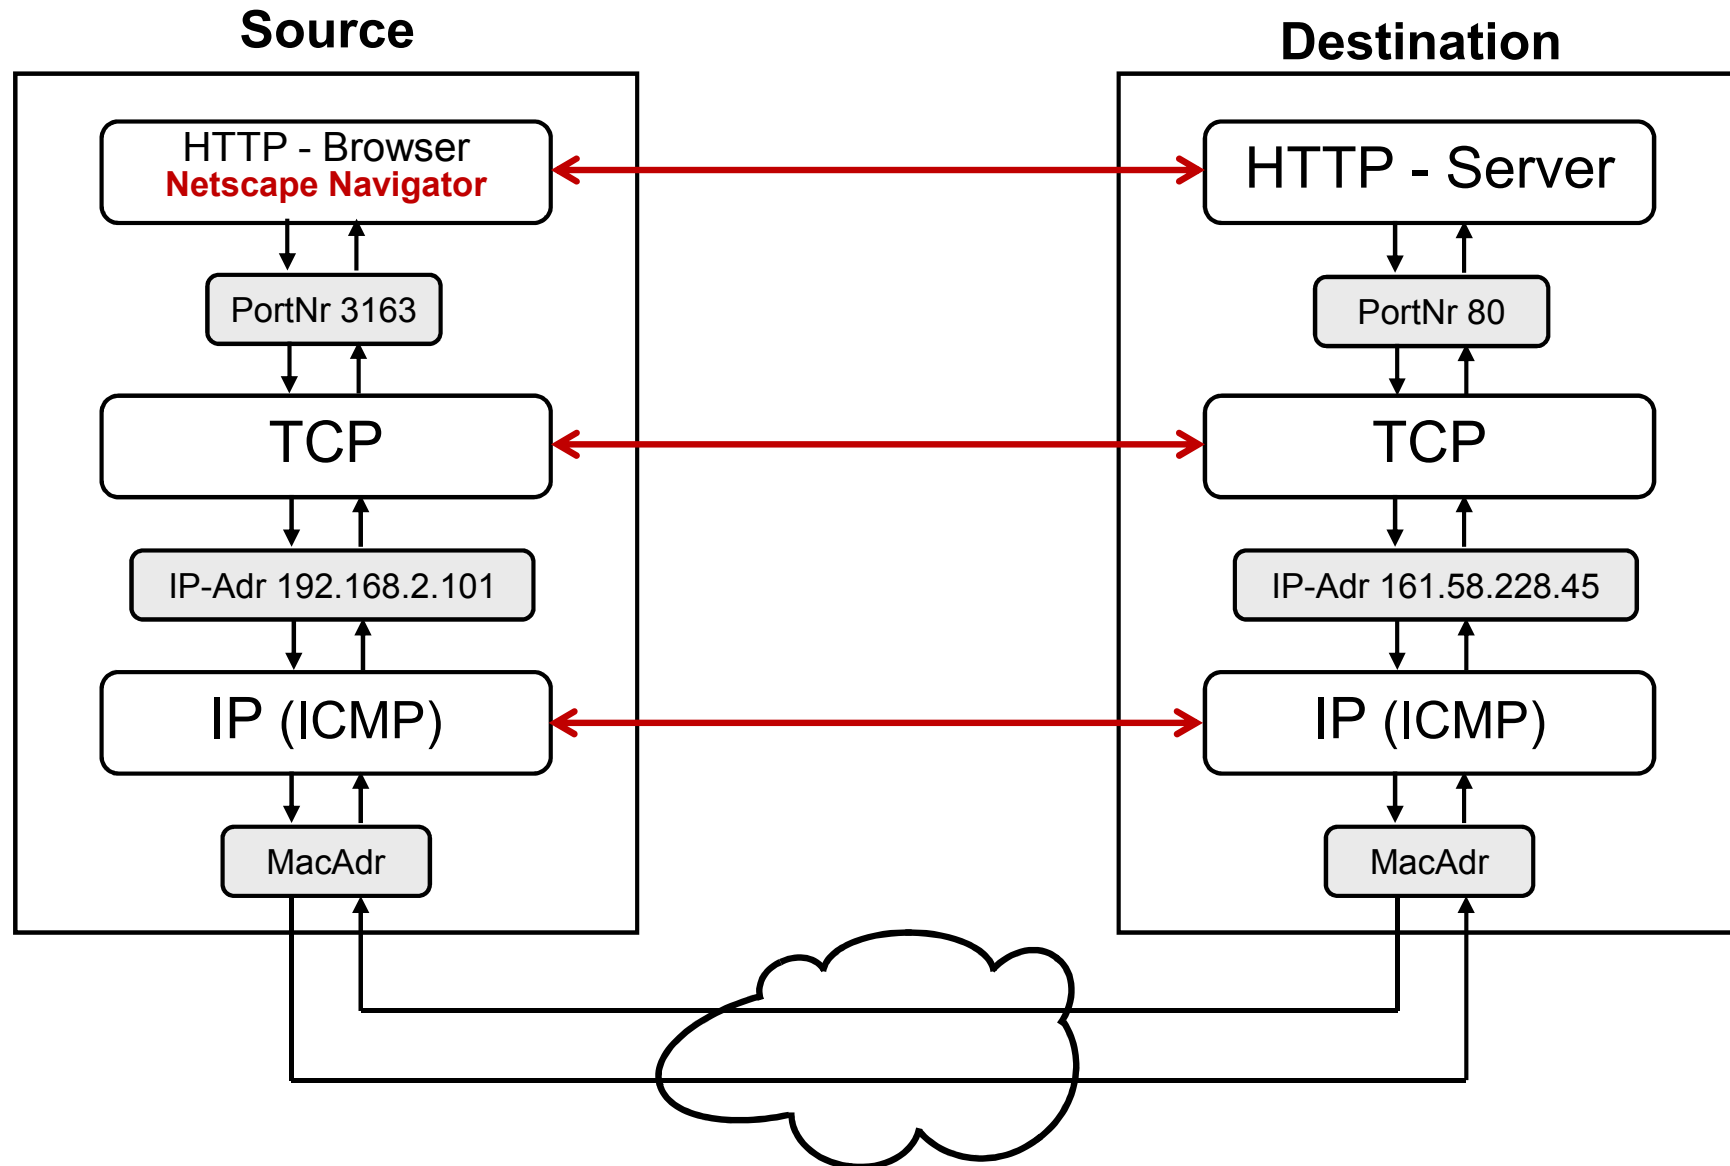 Source
Destination
HTTP - Browser
Netscape Navigator
HTTP - Server
PortNr 3163
PortNr 80
TCP
TCP
IP-Adr 192.168.2.101
IP-Adr 161.58.228.45
IP (ICMP)
IP (ICMP)
MacAdr
MacAdr